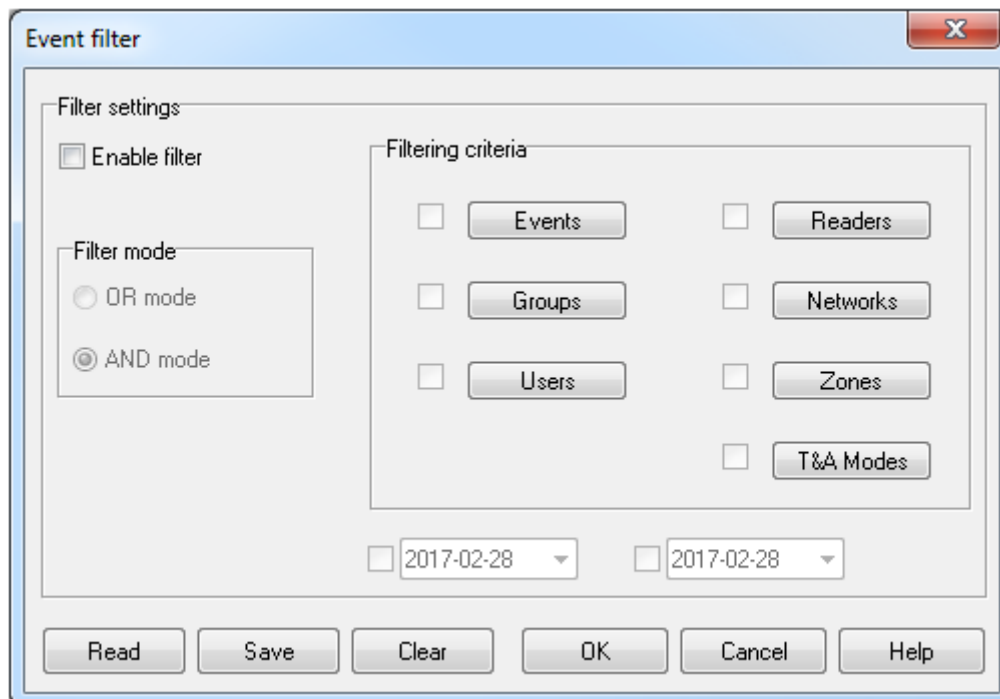 Event filter
Filter settings
Enable filter
Filtering criteria
Events
Readers
Filter mode
OR mode
Groups
Networks
AND mode
Users
Zones
T&A Modes
2017-02-28
2017-02-28
Read
Save
Clear
OK
Cancel
Help